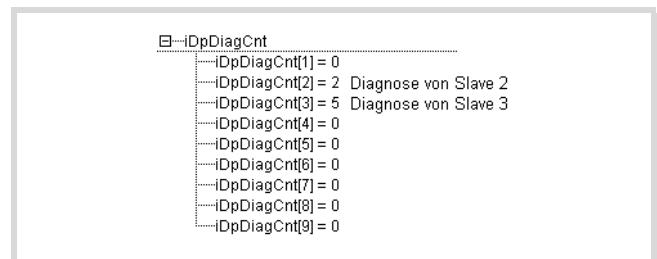 iDpDiagCnt
iDpDiagCnt[1] = 0
iDpDiagCnt[2] = 2 Diagnose von Slave 2
iDpDiagCnt[3] = 5 Diagnose von Slave 3
iDpDiagCnt[4] = 0
iDpDiagCnt[5] = 0
iDpDiagCnt[6] = 0
iDpDiagCnt[7] = 0
iDpDiagCnt[8] = 0
iDpDiagCnt[9] = 0